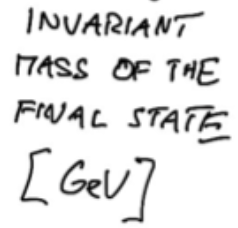 INVARIANT
MASS OF THE
FINAL STATE
[GeV]